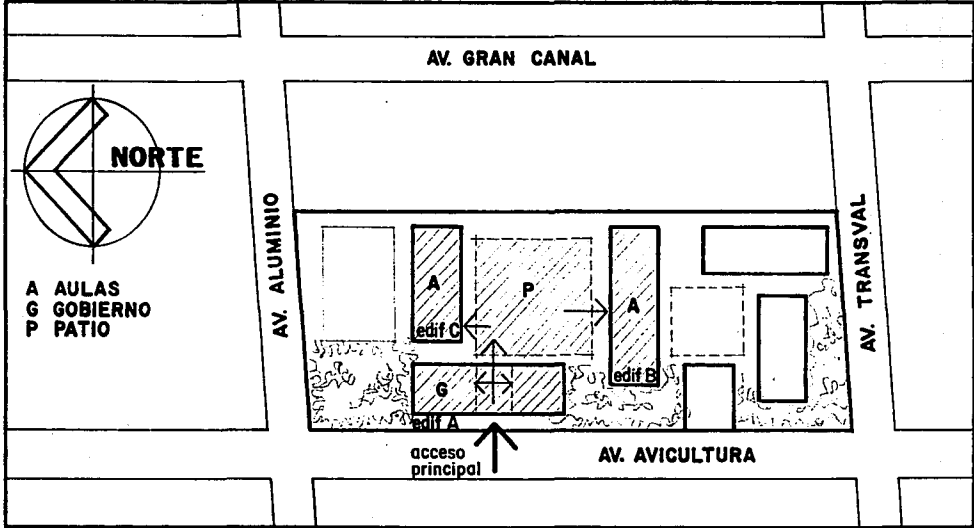 AV. GRAN CANAL
NORTE
A AULAS
G GOBIERNO
P PATIO
AV. ALUMINIO
A
edif C
P
A
edif B
G
edif A
AV. TRANSVAL
acceso
principal
AV. AVICULTURA